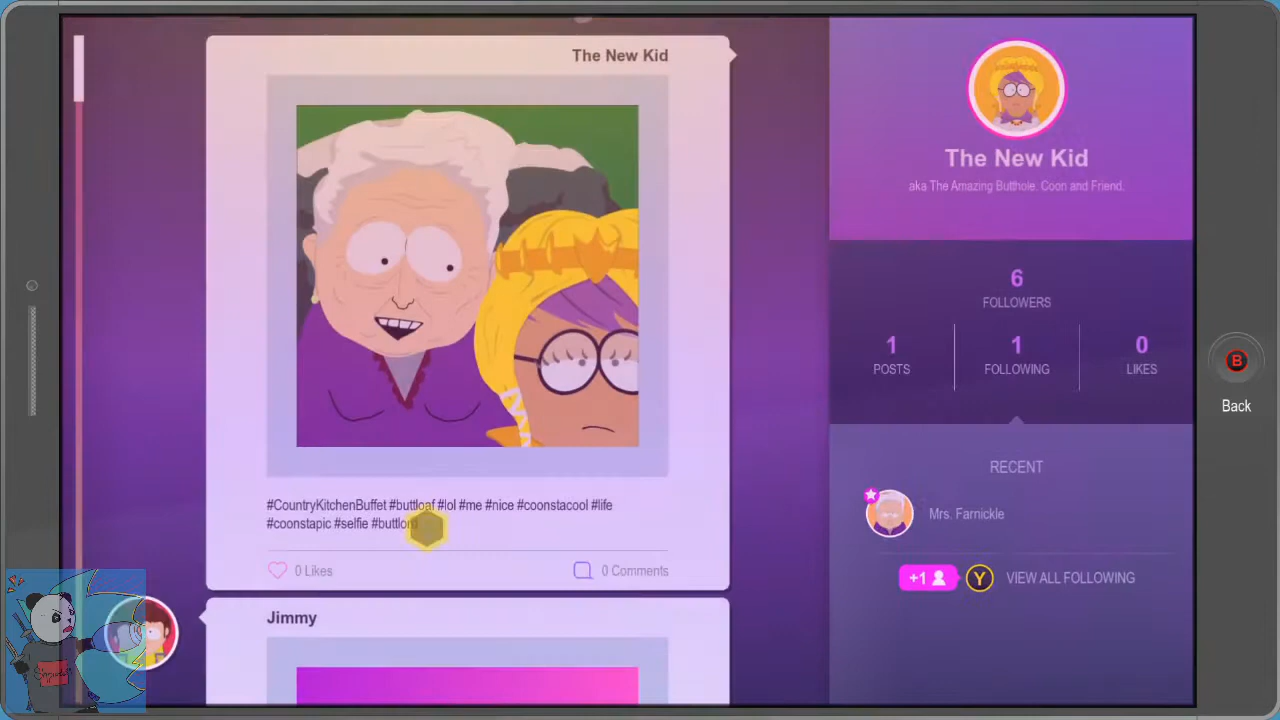 The New Kid
#CountryKitchenBuffet #buttloaf #lol #me #nice #coonstacool #life
#coonstapic #selfie
0 Likes
0 Comments
Jimmy
The New Kid
aka The Amazing Butthole. Coon and Friend.
6
FOLLOWERS
1
POSTS
1
FOLLOWING
0
LIKES
RECENT
Mrs. Farnickle
+1
Y
VIEW ALL FOLLOWING
B
Back